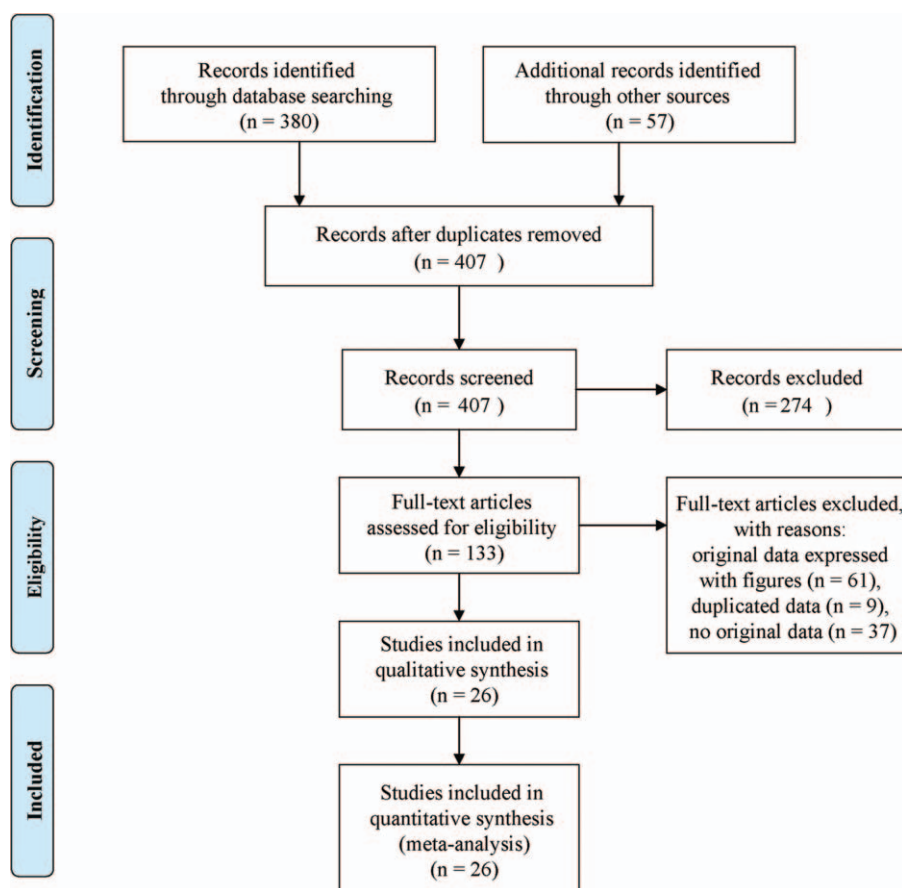 Identification
Records identified
through database searching
(n = 380)
Additional records identified
through other sources
(n = 57)
Records after duplicates removed
(n = 407 )
Screening
Records screened
(n = 407)
Records excluded
(n = 274 )
Eligibility
Full-text articles
assessed for eligibility
(n = 133)
Full-text articles excluded,
with reasons:
original data expressed
with figures (n = 61),
duplicated data (n = 9),
no original data (n = 37)
Studies included in
qualitative synthesis
(n = 26)
Included
Studies included in
quantitative synthesis
(meta-analysis)
(n = 26)